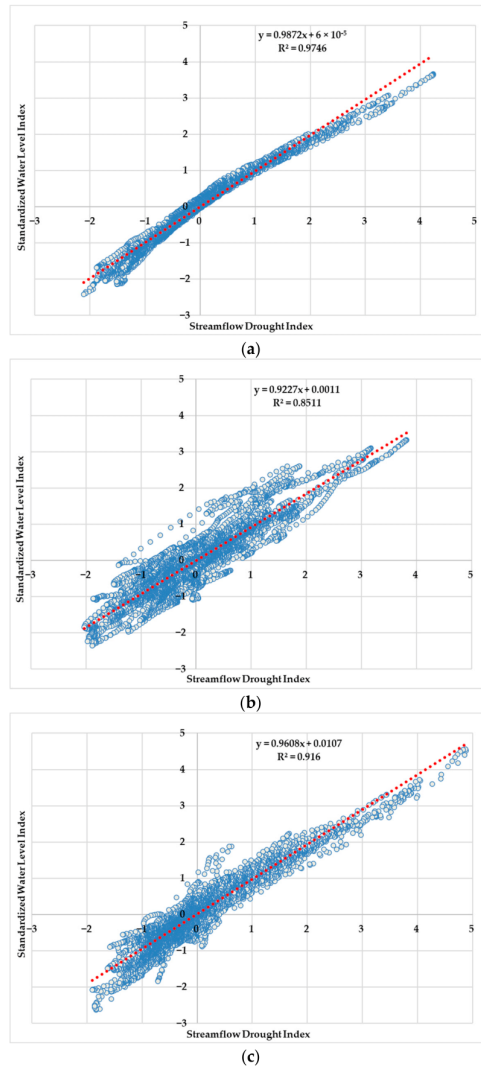 5
y = 0.9872x + 6 × 10⁻⁵
R² = 0.9746
4
3
2
1
0
−3 −2 −1 0 1 2 3 4 5
−1
−2
−3
Standardized Water Level Index
Streamflow Drought Index
(a)
5
y = 0.9227x + 0.0011
R² = 0.8511
4
3
2
1
0
−3 −2 −1 0 1 2 3 4 5
−1
−2
−3
Standardized Water Level Index
Streamflow Drought Index
(b)
5
y = 0.9608x + 0.0107
R² = 0.916
4
3
2
1
0
−3 −2 −1 0 1 2 3 4 5
−1
−2
−3
Standardized Water Level Index
Streamflow Drought Index
(c)